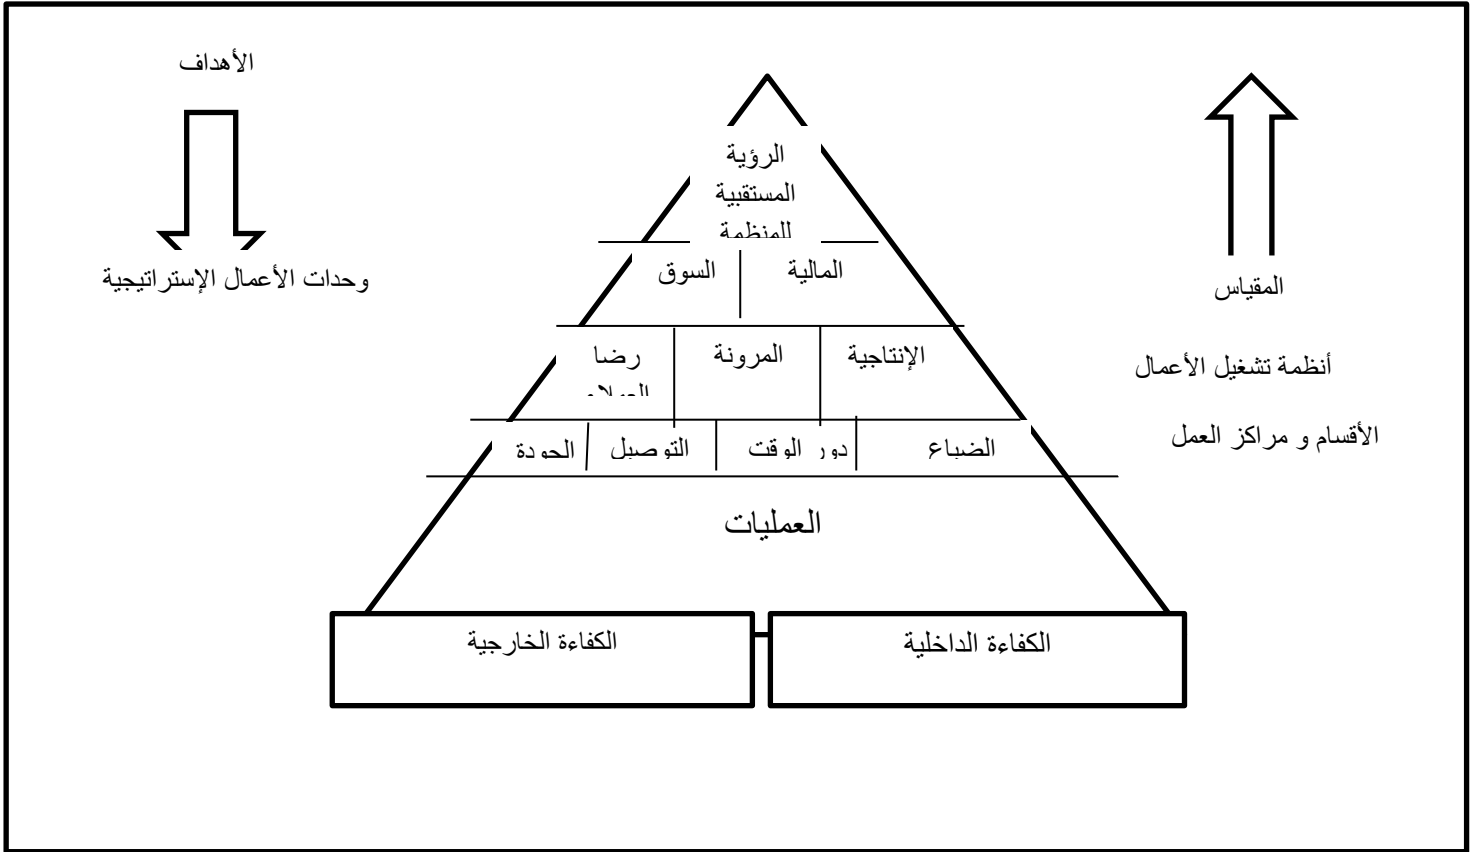 الأهداف
الرؤية
المستقبية
للمنظمة
وحدات الأعمال الإستراتيجية
السوق
المالية
المقياس
رضا
المرونة
الإنتاجية
أنظمة تشغيل الأعمال
الجودة
التوصيل
دور الوقت
الضياع
الأقسام و مراكز العمل
العمليات
الكفاءة الخارجية
الكفاءة الداخلية